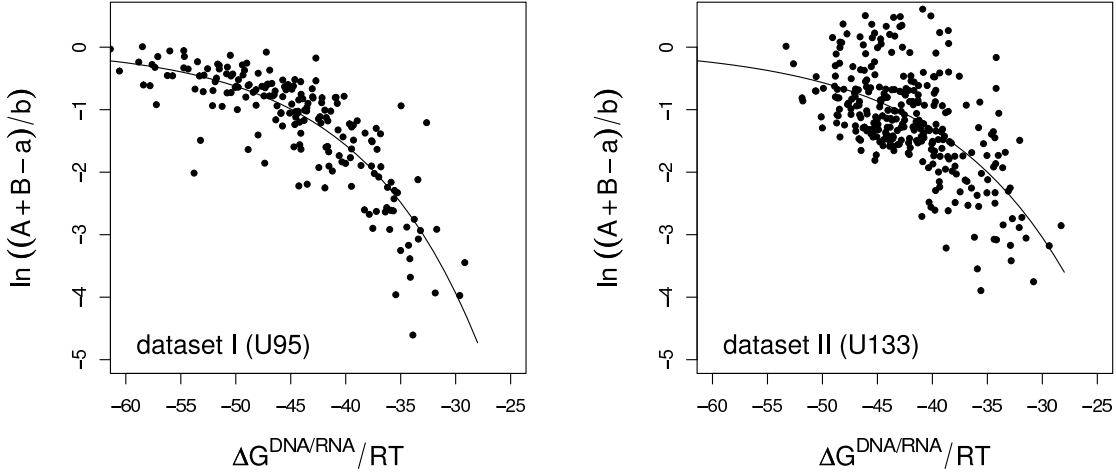 0
−1
−2
−3
−4
−5
ln ((A + B − a) / b)
dataset I (U95)
−60 −55 −50 −45 −40 −35 −30 −25
ΔG^DNA/RNA / RT
0
−1
−2
−3
−4
−5
ln ((A + B − a) / b)
dataset II (U133)
−60 −55 −50 −45 −40 −35 −30 −25
ΔG^DNA/RNA / RT